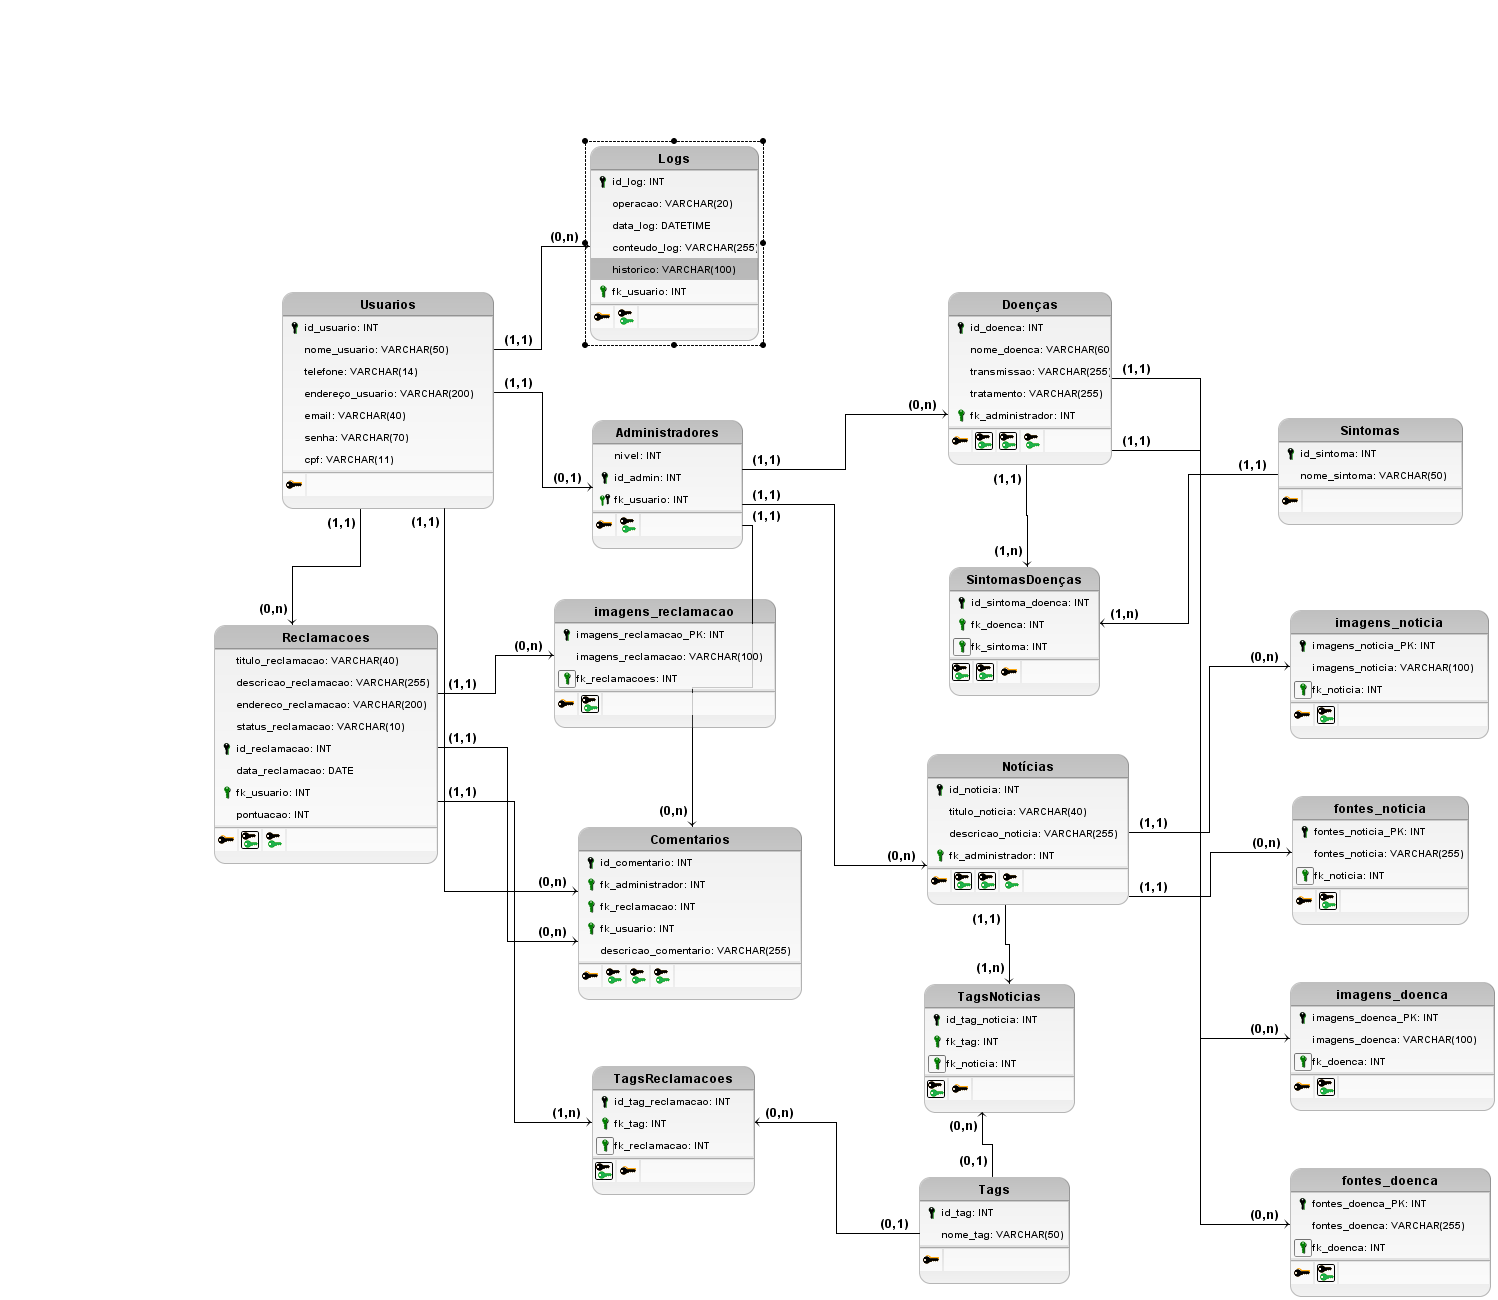 Logs
id_log: INT
operacao: VARCHAR(20)
data_log: DATETIME
conteudo_log: VARCHAR(255
historico: VARCHAR(100)
fk_usuario: INT
(0,n)
Usuarios
id_usuario: INT
nome_usuario: VARCHAR(50)
telefone: VARCHAR(14)
endereço_usuario: VARCHAR(200)
email: VARCHAR(40)
senha: VARCHAR(70)
cpf: VARCHAR(11)
(1,1)
(1,1)
(0,1)
(1,1)
(1,1)
(0,n)
Administradores
nivel: INT
id_admin: INT
fk_usuario: INT
(1,1)
(1,1)
(1,1)
(0,n)
Doenças
id_doenca: INT
nome_doenca: VARCHAR(60
transmissao: VARCHAR(255)
tratamento: VARCHAR(255)
fk_administrador: INT
(1,1)
(1,1)
(1,1)
(1,n)
Sintomas
id_sintoma: INT
nome_sintoma: VARCHAR(50)
(1,1)
(1,n)
SintomasDoenças
id_sintoma_doenca: INT
fk_doenca: INT
fk_sintoma: INT
Reclamacoes
titulo_reclamacao: VARCHAR(40)
descricao_reclamacao: VARCHAR(255)
endereco_reclamacao: VARCHAR(200)
status_reclamacao: VARCHAR(10)
id_reclamacao: INT
data_reclamacao: DATE
fk_usuario: INT
pontuacao: INT
(1,1)
(1,1)
(1,1)
(0,n)
imagens_reclamacao
imagens_reclamacao_PK: INT
imagens_reclamacao: VARCHAR(100)
fk_reclamacoes: INT
(0,n)
(0,n)
(0,n)
Comentarios
id_comentario: INT
fk_administrador: INT
fk_reclamacao: INT
fk_usuario: INT
descricao_comentario: VARCHAR(255)
(0,n)
Notícias
id_noticia: INT
titulo_noticia: VARCHAR(40)
descricao_noticia: VARCHAR(255)
fk_administrador: INT
(1,1)
(1,1)
(1,1)
(1,n)
imagens_noticia
imagens_noticia_PK: INT
imagens_noticia: VARCHAR(100)
fk_noticia: INT
(0,n)
fontes_noticia
fontes_noticia_PK: INT
fontes_noticia: VARCHAR(255)
fk_noticia: INT
(0,n)
TagsNoticias
id_tag_noticia: INT
fk_tag: INT
fk_noticia: INT
(0,n)
(0,1)
imagens_doenca
imagens_doenca_PK: INT
imagens_doenca: VARCHAR(100)
fk_doenca: INT
(0,n)
TagsReclamacoes
id_tag_reclamacao: INT
fk_tag: INT
fk_reclamacao: INT
(1,n)
(0,n)
(0,1)
Tags
id_tag: INT
nome_tag: VARCHAR(50)
fontes_doenca
fontes_doenca_PK: INT
fontes_doenca: VARCHAR(255)
fk_doenca: INT
(0,n)